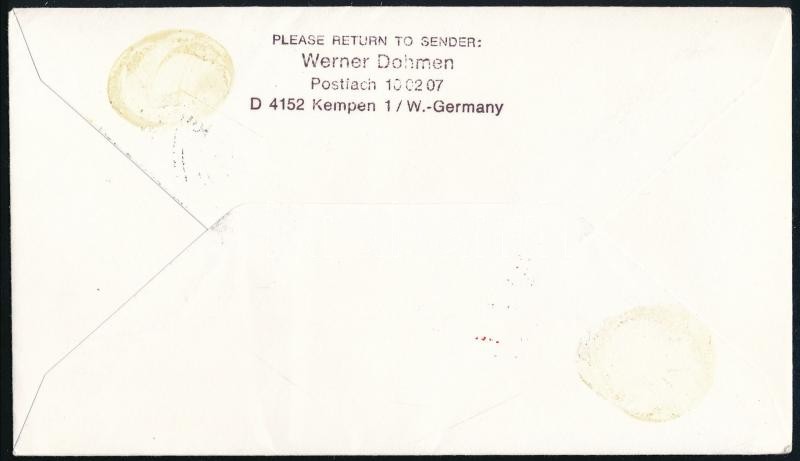 PLEASE RETURN TO SENDER:
Werner Dohmen
Postfach 10 02 07
D 4152 Kempen 1 / W.-Germany